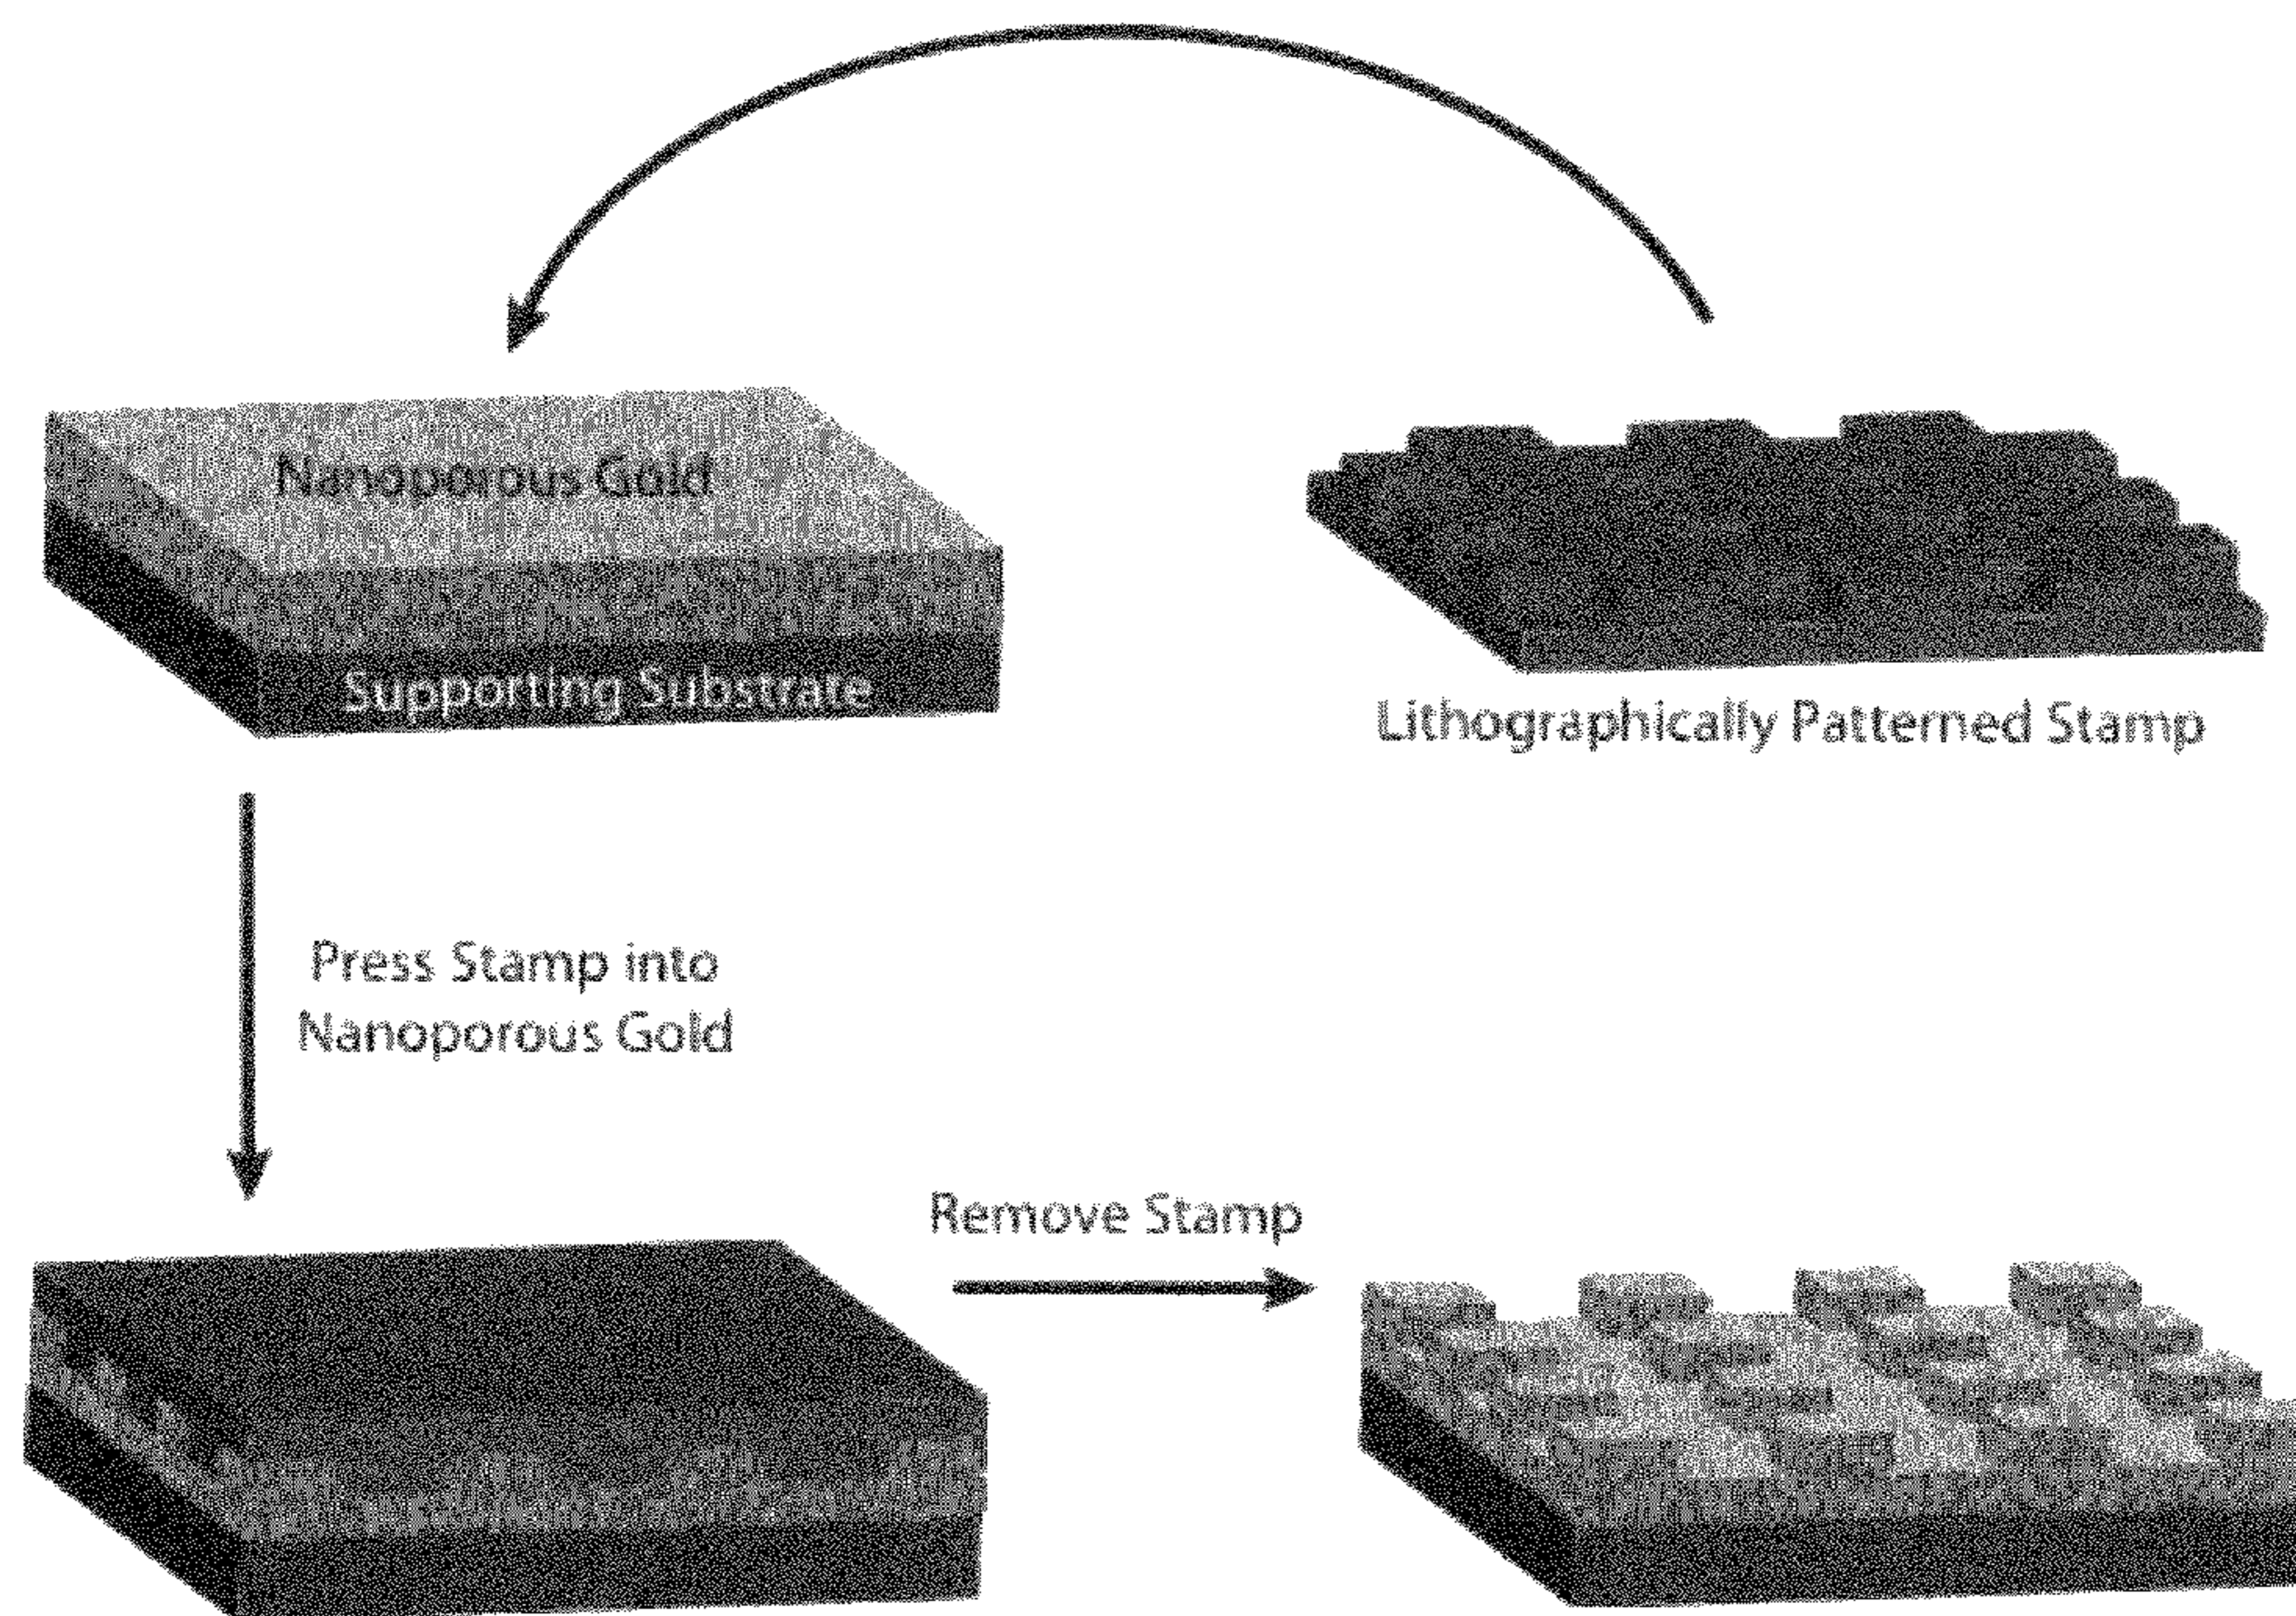 Nanoporous Gold
Supporting Substrate
Lithographically Patterned Stamp
Press Stamp into
Nanoporous Gold
Remove Stamp